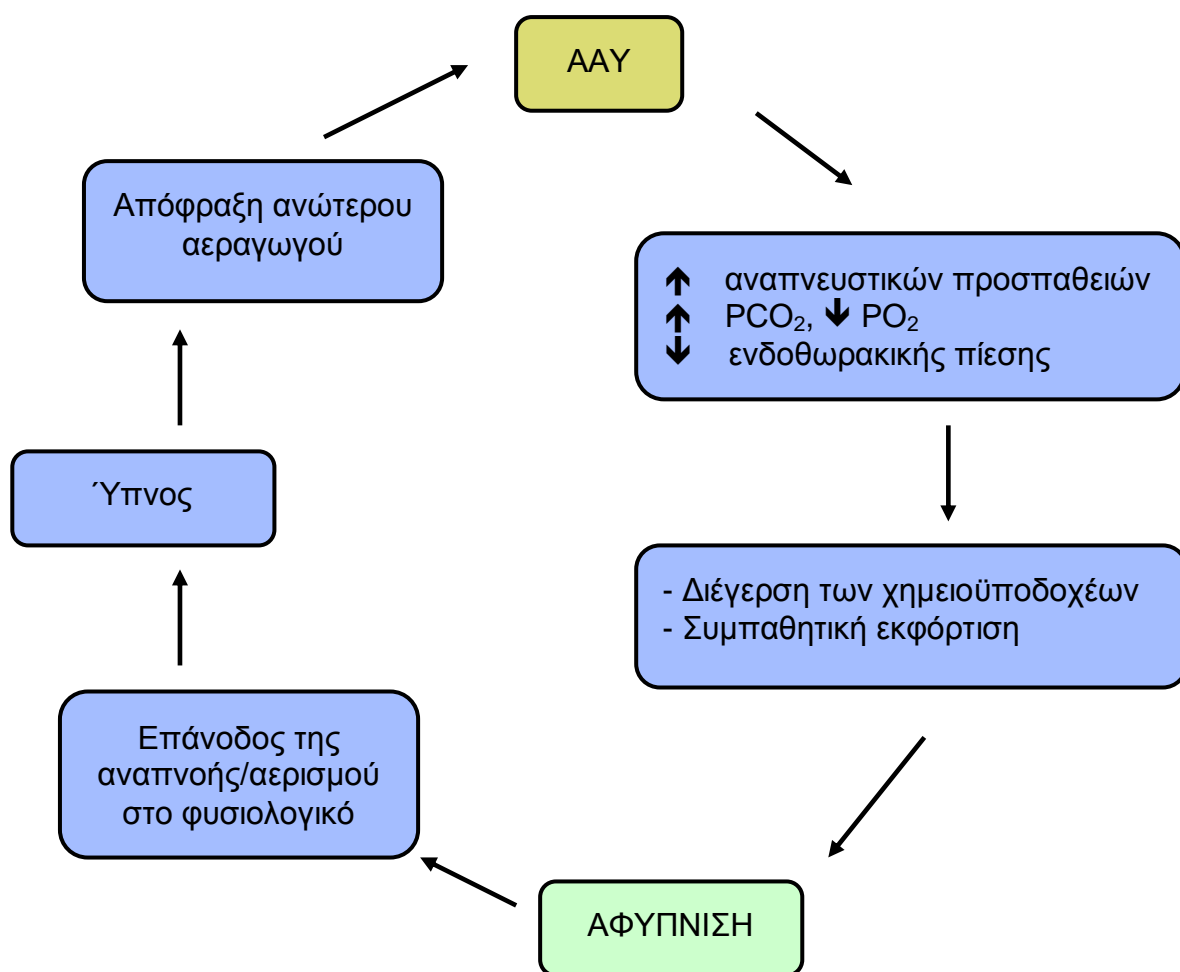 ΑΑΥ
Απόφραξη ανώτερου
αεραγωγού
↑ αναπνευστικών προσπαθειών
↑ PCO₂, ↓ PO₂
↓ ενδοθωρακικής πίεσης
Ύπνος
- Διέγερση των χημειοϋποδοχέων
- Συμπαθητική εκφόρτιση
Επάνοδος της
αναπνοής/αερισμού
στο φυσιολογικό
ΑΦΥΠΝΙΣΗ